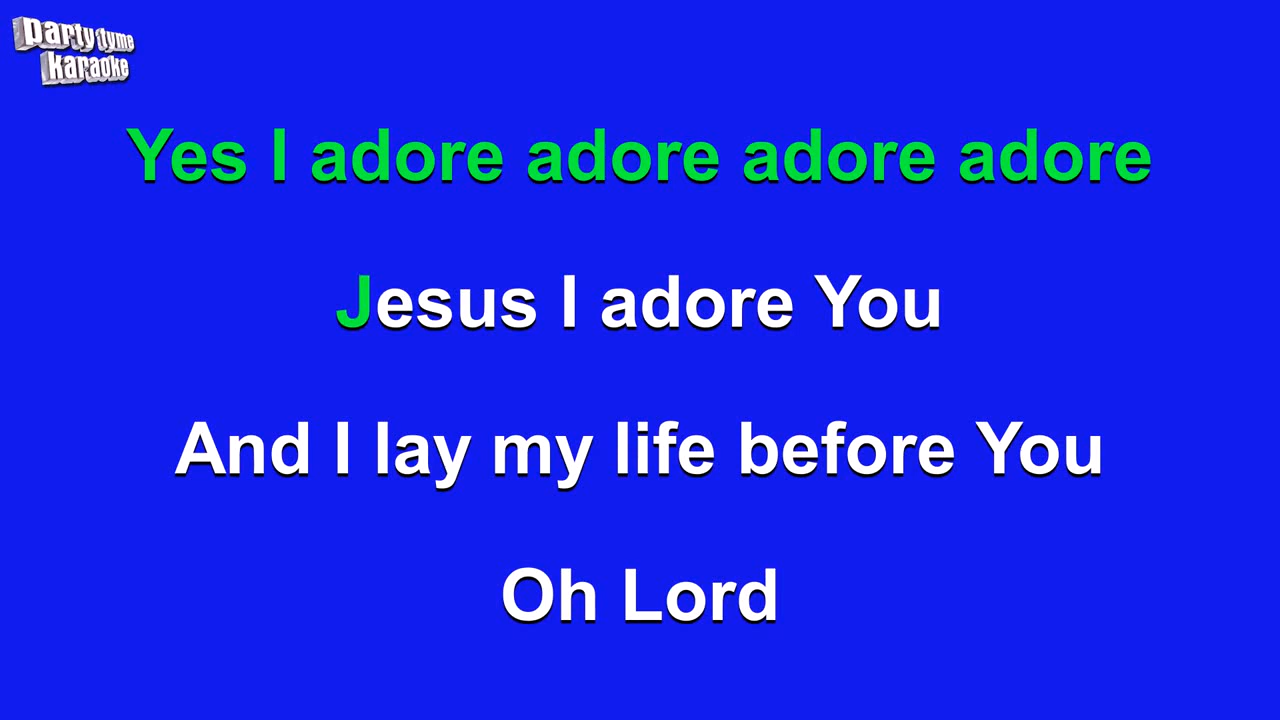 party tyme
karaoke
Yes I adore adore adore adore
Jesus I adore You
And I lay my life before You
Oh Lord